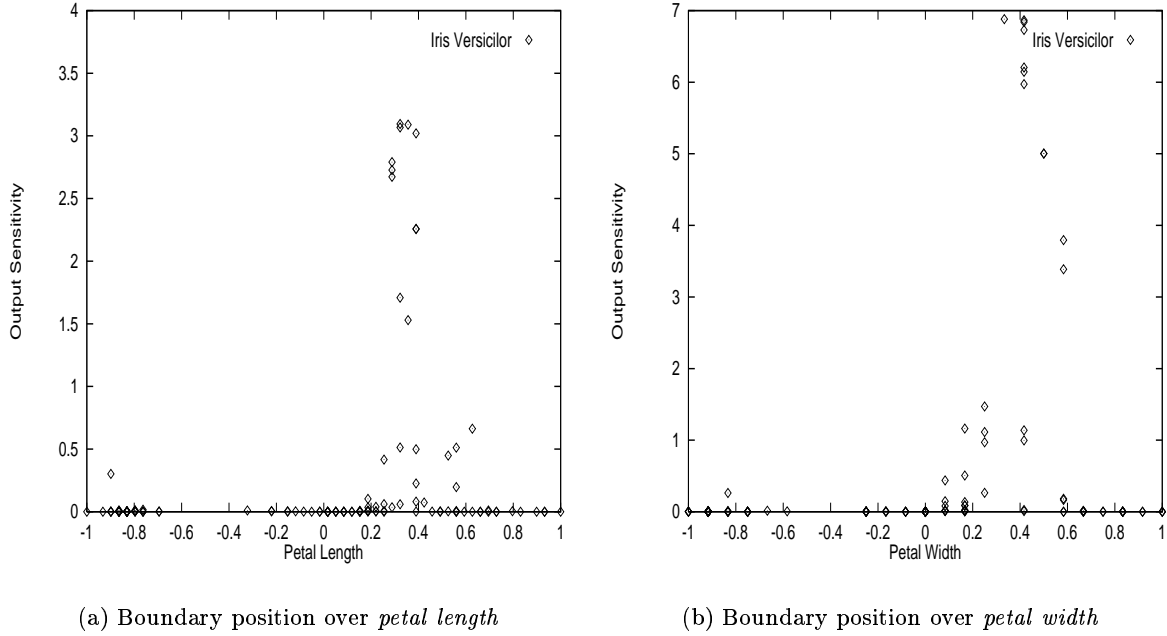 4
3.5
3
2.5
2
1.5
1
0.5
0
Output Sensitivity
Iris Versicilor
-1 -0.8 -0.6 -0.4 -0.2 0 0.2 0.4 0.6 0.8 1
Petal Length
(a) Boundary position over petal length
7
6
5
4
3
2
1
0
Output Sensitivity
Iris Versicilor
-1 -0.8 -0.6 -0.4 -0.2 0 0.2 0.4 0.6 0.8 1
Petal Width
(b) Boundary position over petal width